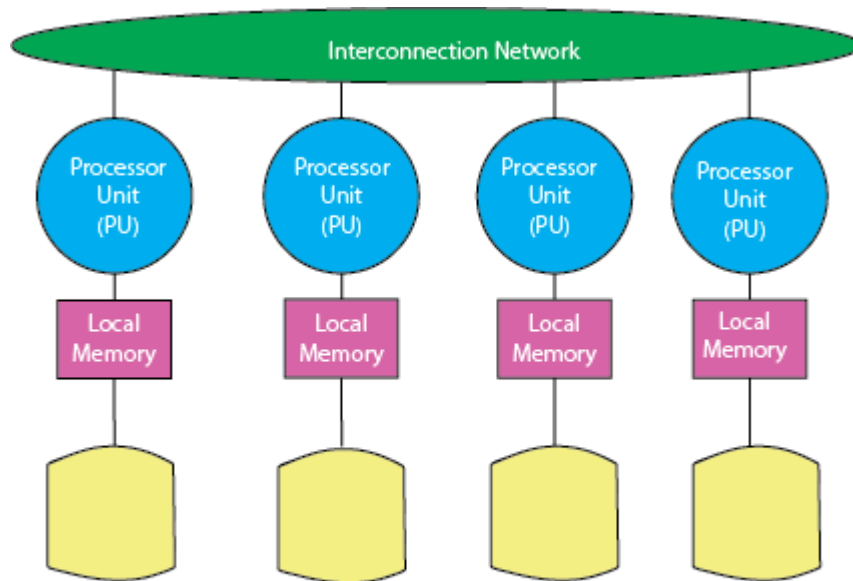 Interconnection Network
Processor
Unit
(PU)
Processor
Unit
(PU)
Processor
Unit
(PU)
Processor
Unit
(PU)
Local
Memory
Local
Memory
Local
Memory
Local
Memory